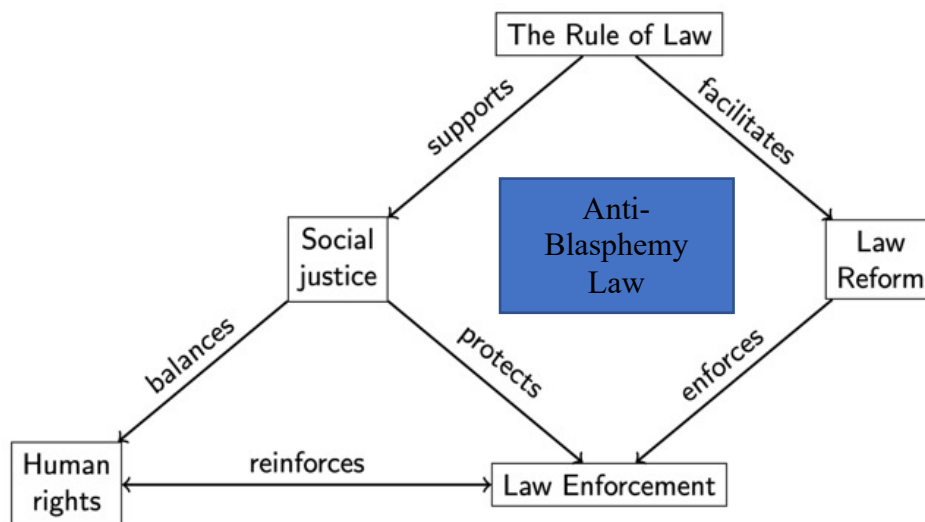 The Rule of Law
supports
facilitates
Anti-
Blasphemy
Law
Social
justice
Law
Reform
balances
protects
enforces
Human
rights
reinforces
Law Enforcement